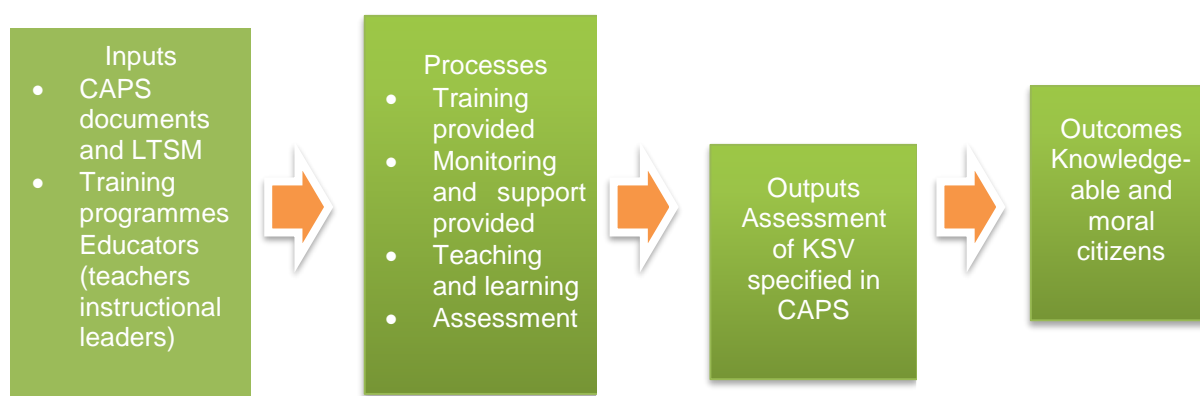 Inputs
• CAPS
documents
and LTSM
• Training
programmes
Educators
(teachers
instructional
leaders)
Processes
• Training
provided
• Monitoring
and support
provided
• Teaching
and learning
• Assessment
Outputs
Assessment
of KSV
specified in
CAPS
Outcomes
Knowledge-
able and
moral
citizens